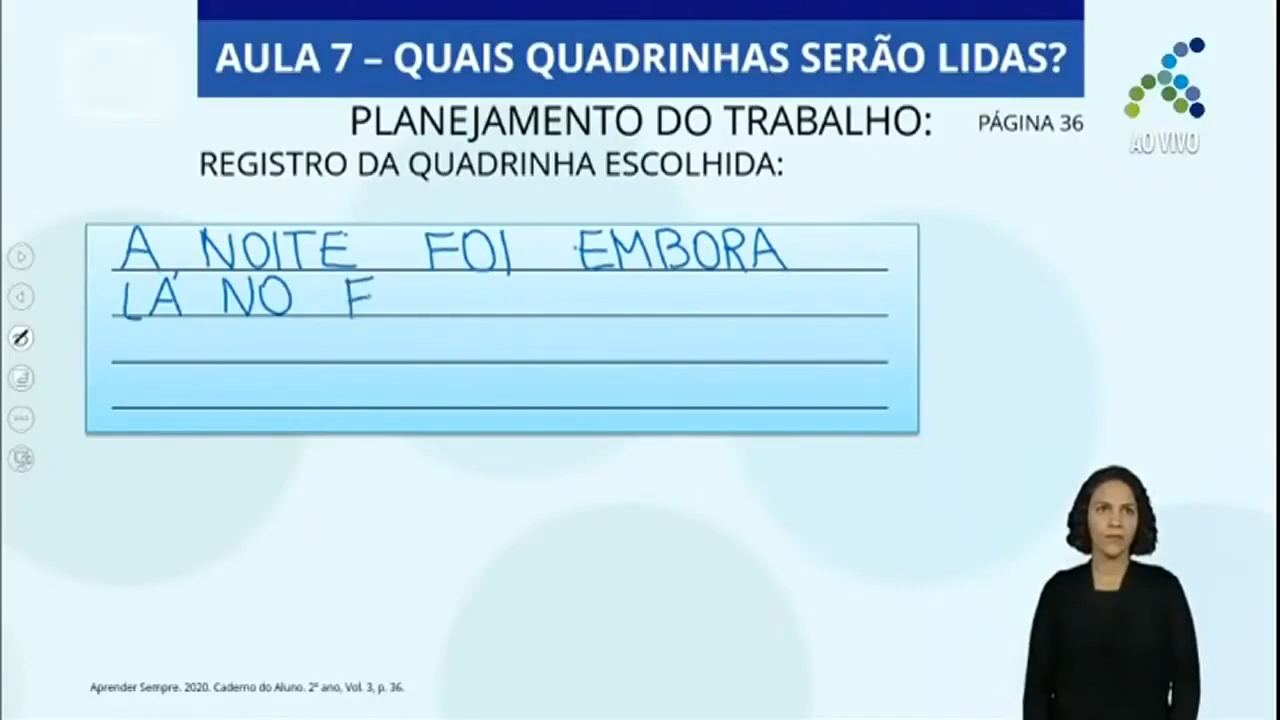 AULA 7 – QUAIS QUADRINHAS SERÃO LIDAS?
PLANEJAMENTO DO TRABALHO:
PÁGINA 36
AO VIVO
REGISTRO DA QUADRINHA ESCOLHIDA:
A NOITE FOI EMBORA
LÁ NO F
Aprender Sempre. 2020. Caderno do Aluno. 2º ano, Vol. 3, p. 36.